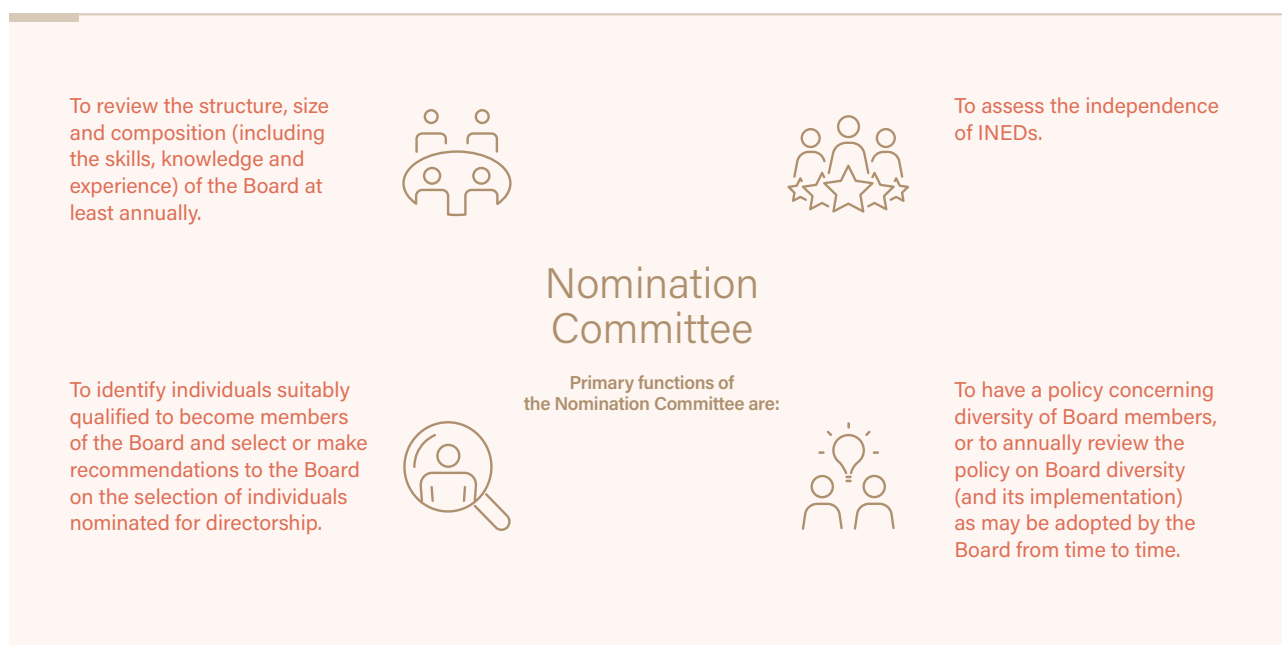 To review the structure, size
and composition (including
the skills, knowledge and
experience) of the Board at
least annually.
To assess the independence
of INEDs.
Nomination
Committee
Primary functions of
the Nomination Committee are:
To identify individuals suitably
qualified to become members
of the Board and select or make
recommendations to the Board
on the selection of individuals
nominated for directorship.
To have a policy concerning
diversity of Board members,
or to annually review the
policy on Board diversity
(and its implementation)
as may be adopted by the
Board from time to time.